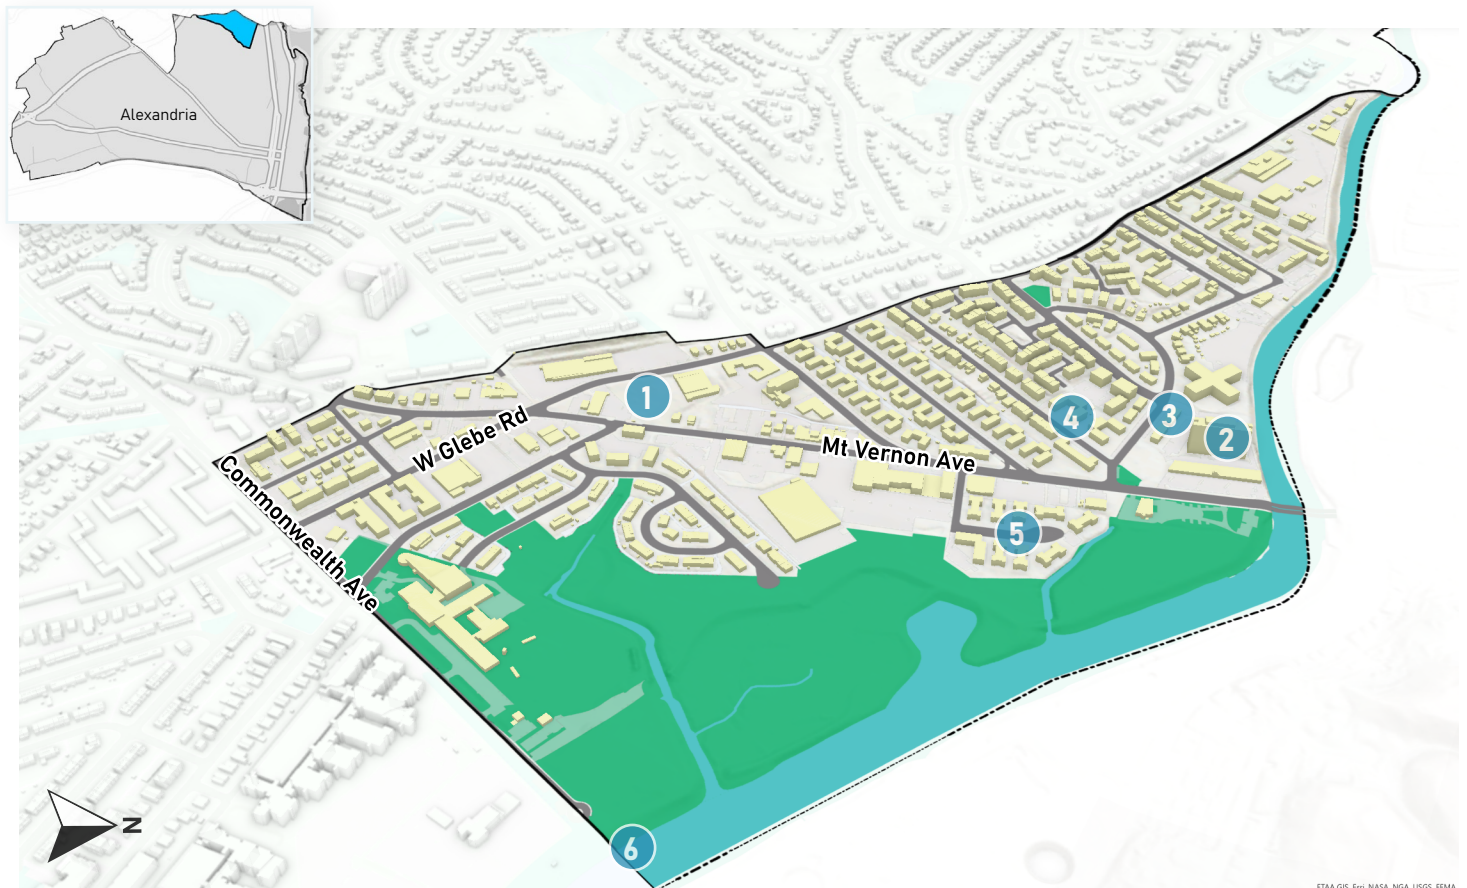 Alexandria
1
W Glebe Rd
4
3
2
Mt Vernon Ave
Commonwealth Ave
5
N
6
ETAA GIS, Esri, NASA, NGA, USGS, FEMA